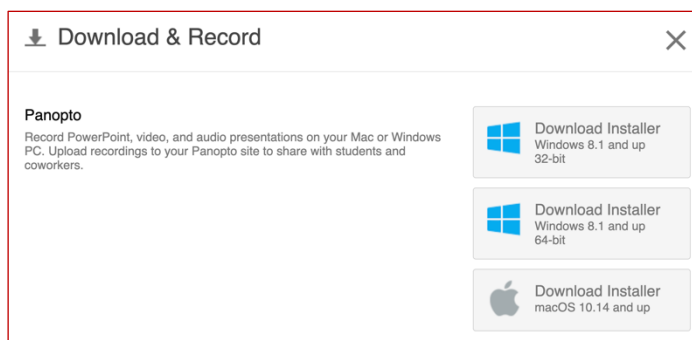 Download & Record
Panopto
Record PowerPoint, video, and audio presentations on your Mac or Windows
PC. Upload recordings to your Panopto site to share with students and
coworkers.
Download Installer
Windows 8.1 and up
32-bit
Download Installer
Windows 8.1 and up
64-bit
Download Installer
macOS 10.14 and up